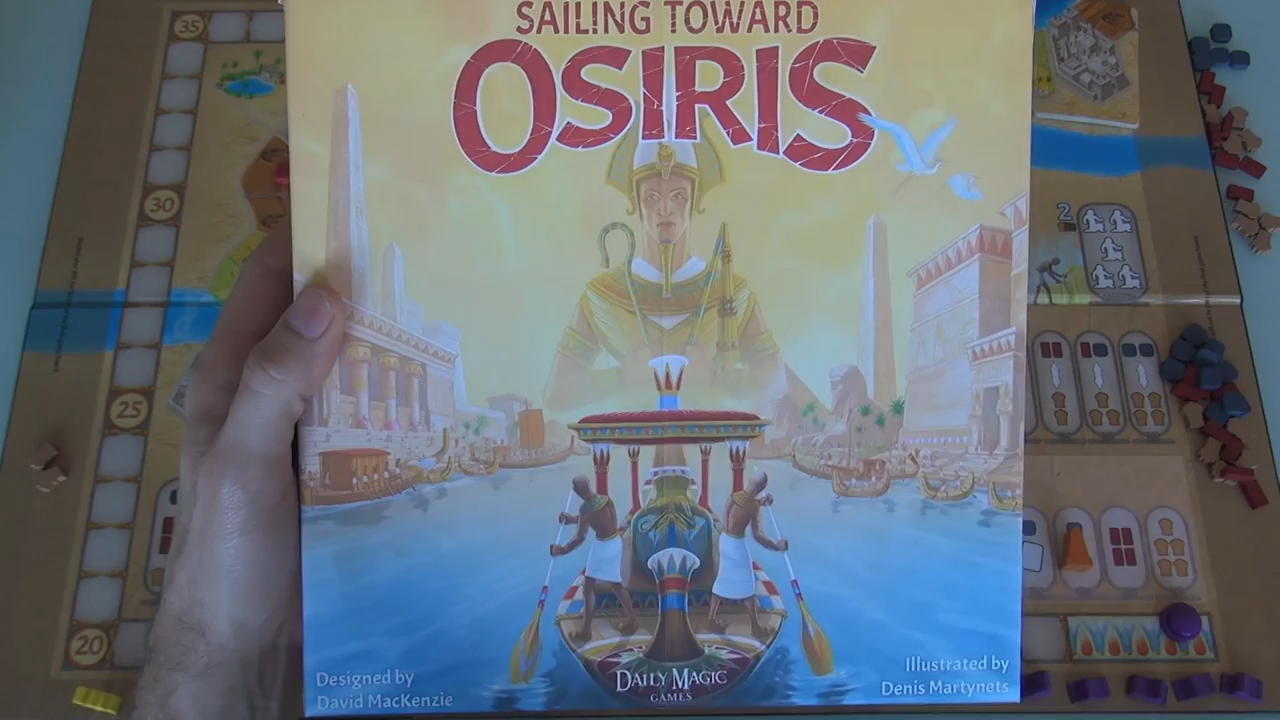 SAILING TOWARD
OSIRIS
35
30
2
25
20
Designed by
David MacKenzie
DAILY MAGIC
GAMES
Illustrated by
Denis Martynets